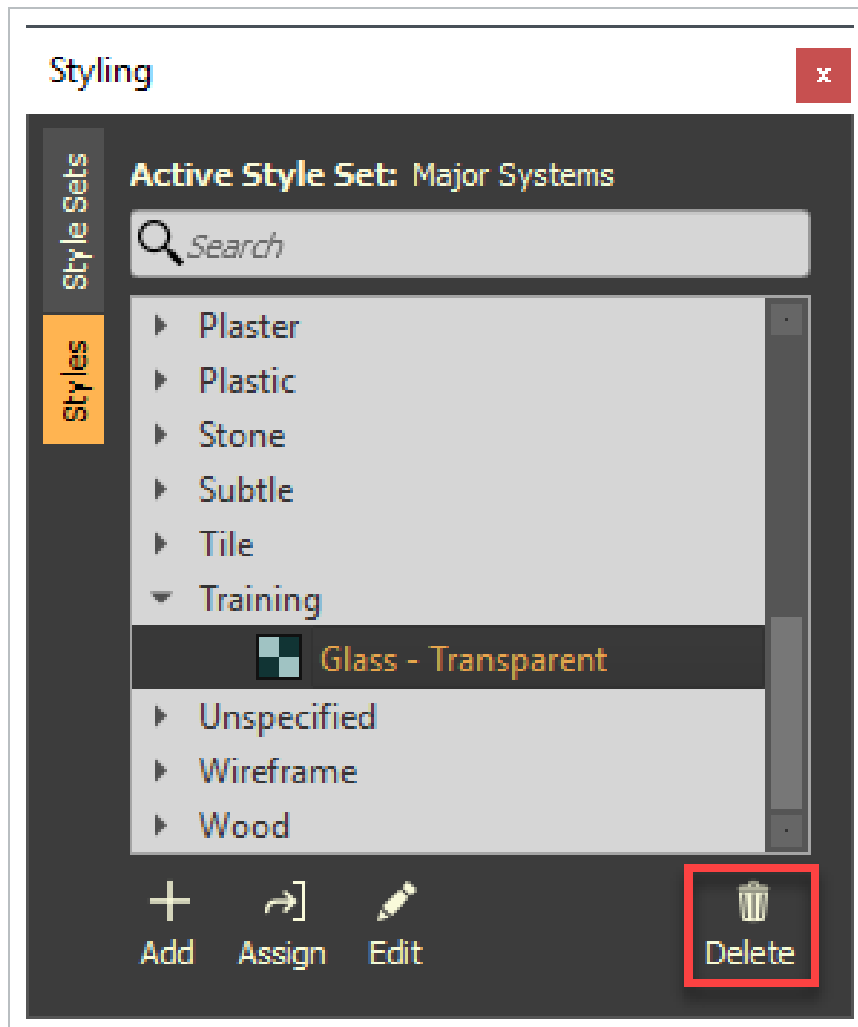 Styling
x
Style Sets
Styles
Active Style Set: Major Systems
Search
Plaster
Plastic
Stone
Subtle
Tile
Training
Glass - Transparent
Unspecified
Wireframe
Wood
Add Assign Edit Delete